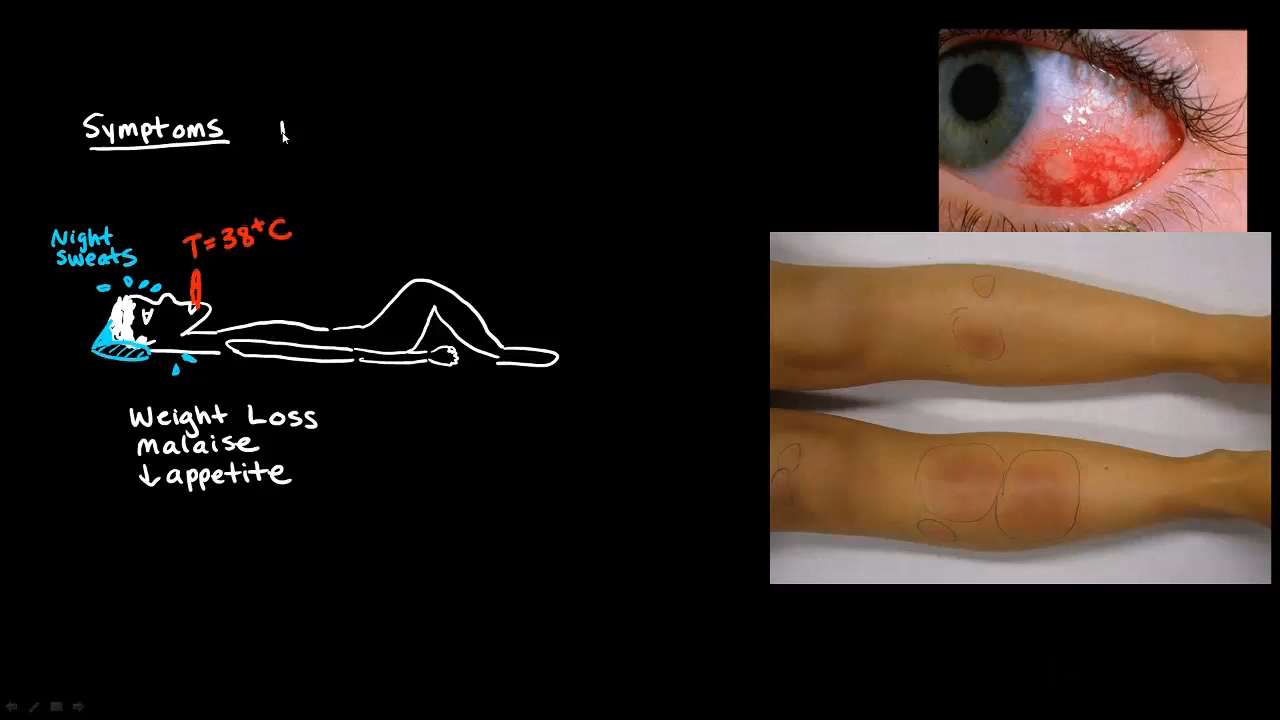 Symptoms
Night
sweats
T = 38⁺ C
Weight Loss
malaise
↓ appetite